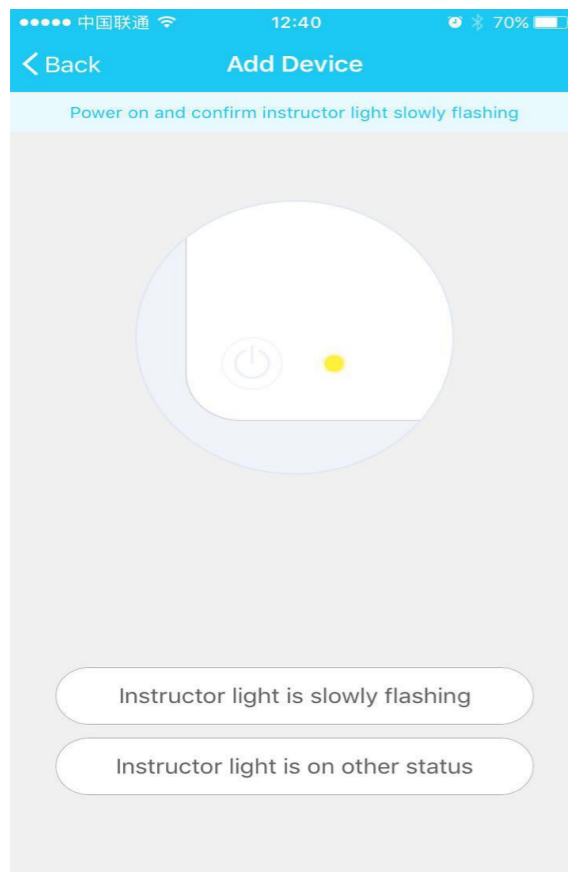 中国联通 12:40 70%
Back Add Device
Power on and confirm instructor light slowly flashing
Instructor light is slowly flashing
Instructor light is on other status